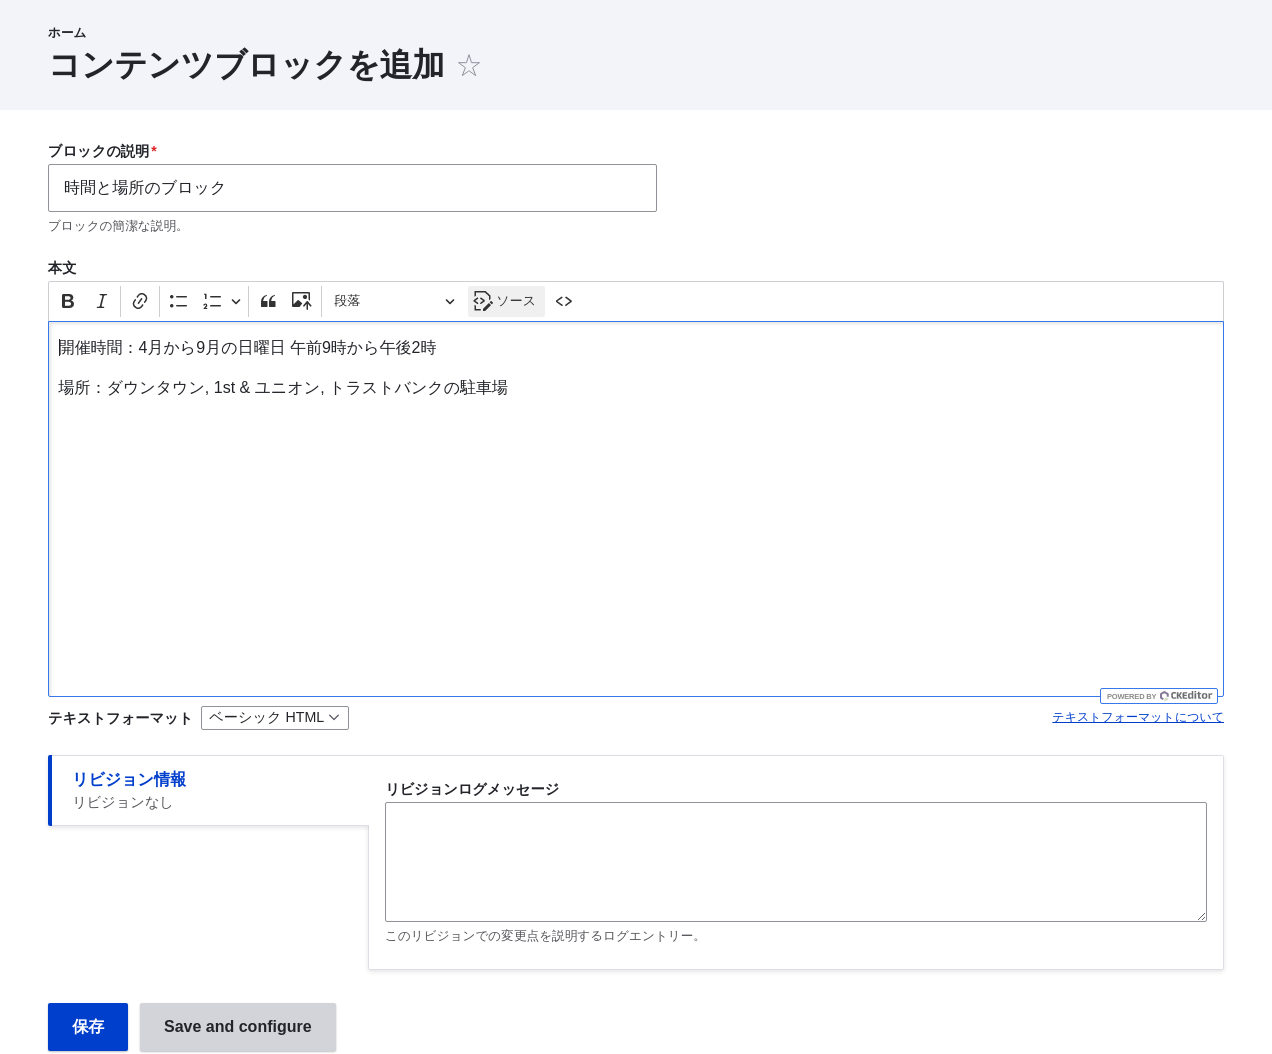 ホーム
コンテンツブロックを追加
ブロックの説明*
時間と場所のブロック
ブロックの簡潔な説明。
本文
段落 ソース
開催時間：4月から9月の日曜日 午前9時から午後2時
場所：ダウンタウン, 1st & ユニオン, トラストバンクの駐車場
POWERED BY CKEditor
テキストフォーマット ベーシック HTML テキストフォーマットについて
リビジョン情報
リビジョンなし
リビジョンログメッセージ
このリビジョンでの変更点を説明するログエントリー。
保存 Save and configure